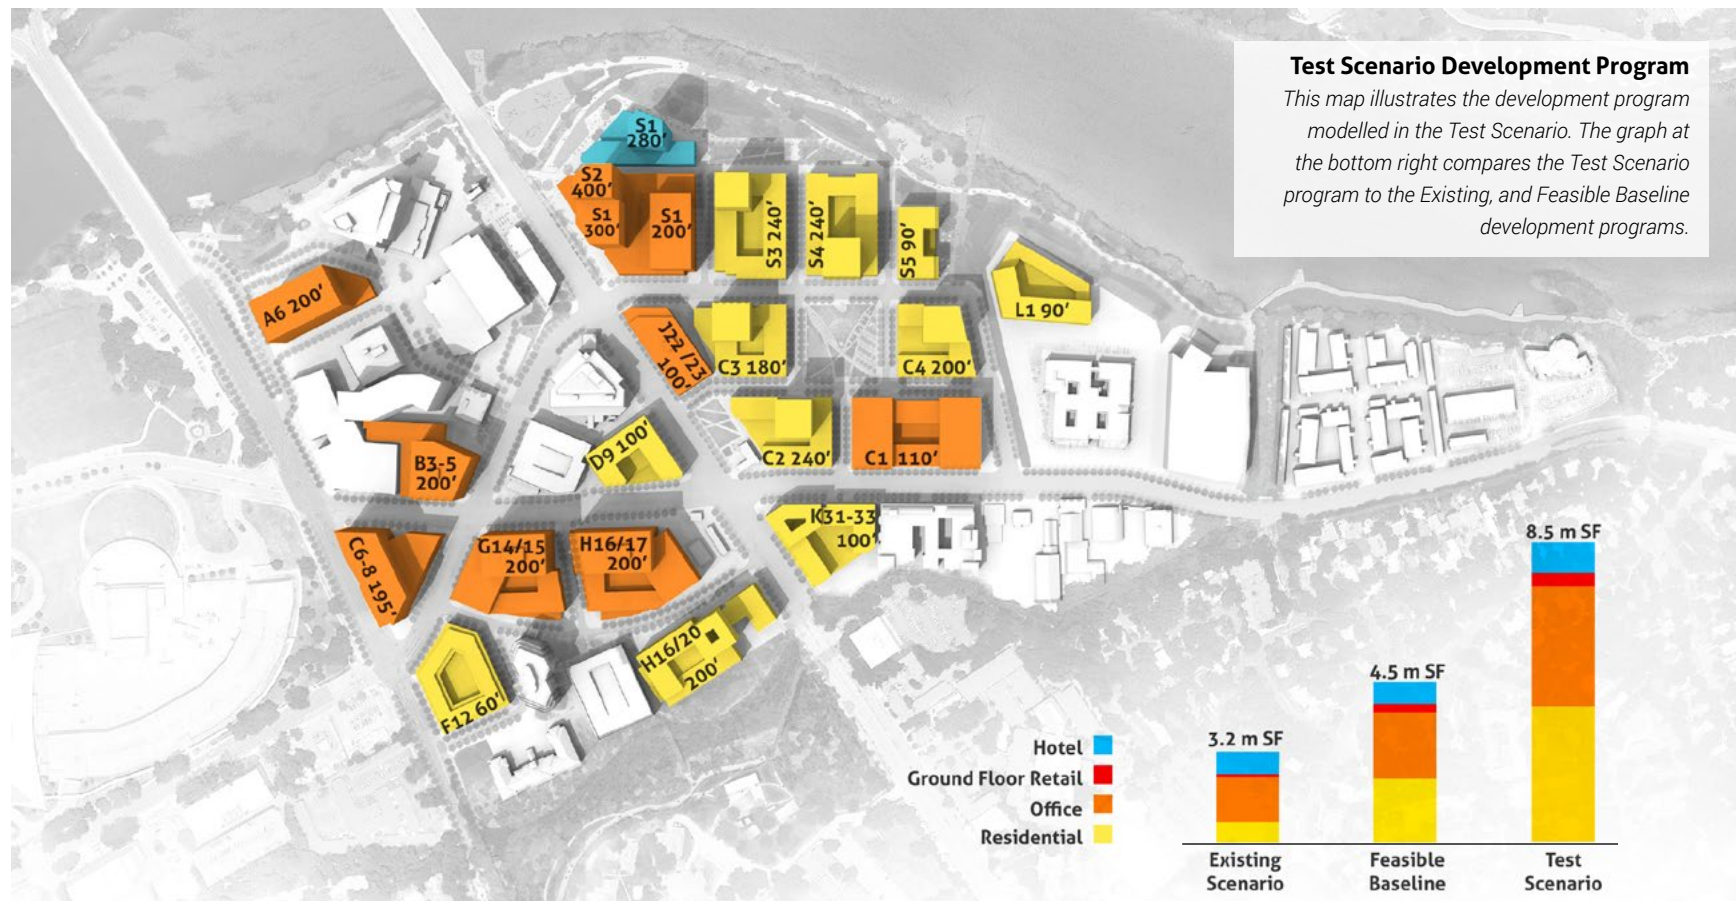 Test Scenario Development Program
This map illustrates the development program
modelled in the Test Scenario. The graph at
the bottom right compares the Test Scenario
program to the Existing, and Feasible Baseline
development programs.
S1
280'
S2
400'
S1
300'
S1
200'
S3 240'
S4 240'
S5 90'
L1 90'
A6 200'
J22 /23
100'
C3 180'
C4 200'
C2 240'
C1 110'
D9 100'
B3-5
200'
K31-33
100'
C6-8 195'
G14/15
200'
H16/17
200'
H16/20
200'
F12 60'
Hotel
Ground Floor Retail
Office
Residential
3.2 m SF
4.5 m SF
8.5 m SF
Existing
Scenario
Feasible
Baseline
Test
Scenario